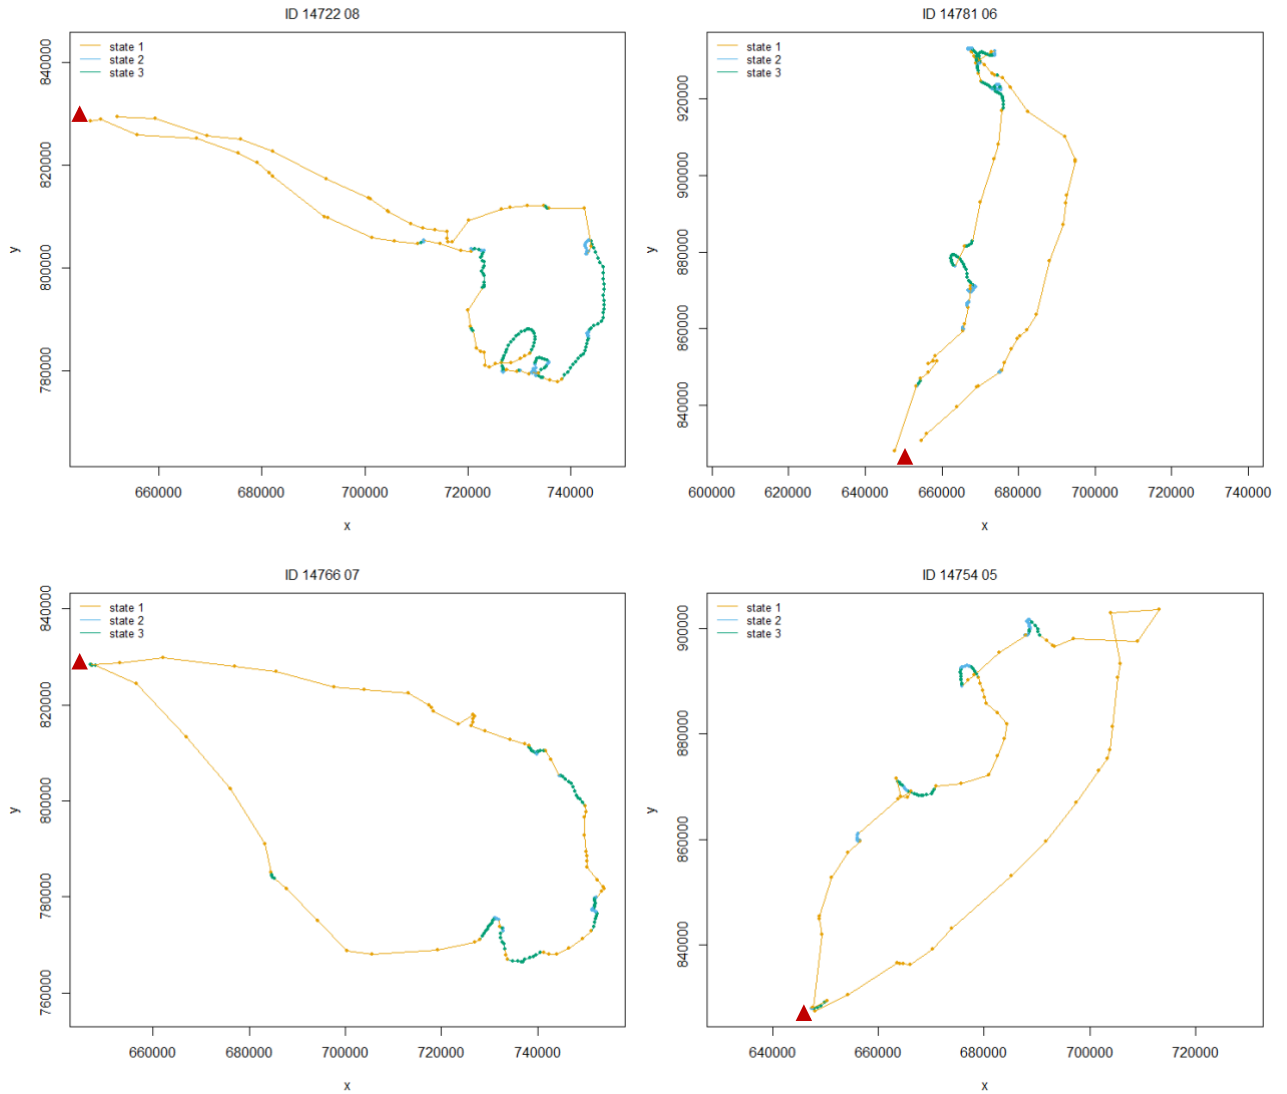 ID 14722 08
state 1
state 2
state 3
840000
820000
800000
780000
y
660000 680000 700000 720000 740000
x
ID 14781 06
state 1
state 2
state 3
920000
900000
880000
860000
840000
y
600000 620000 640000 660000 680000 700000 720000 740000
x
ID 14766 07
state 1
state 2
state 3
840000
820000
800000
780000
760000
y
660000 680000 700000 720000 740000
x
ID 14754 05
state 1
state 2
state 3
900000
880000
860000
840000
y
640000 660000 680000 700000 720000
x